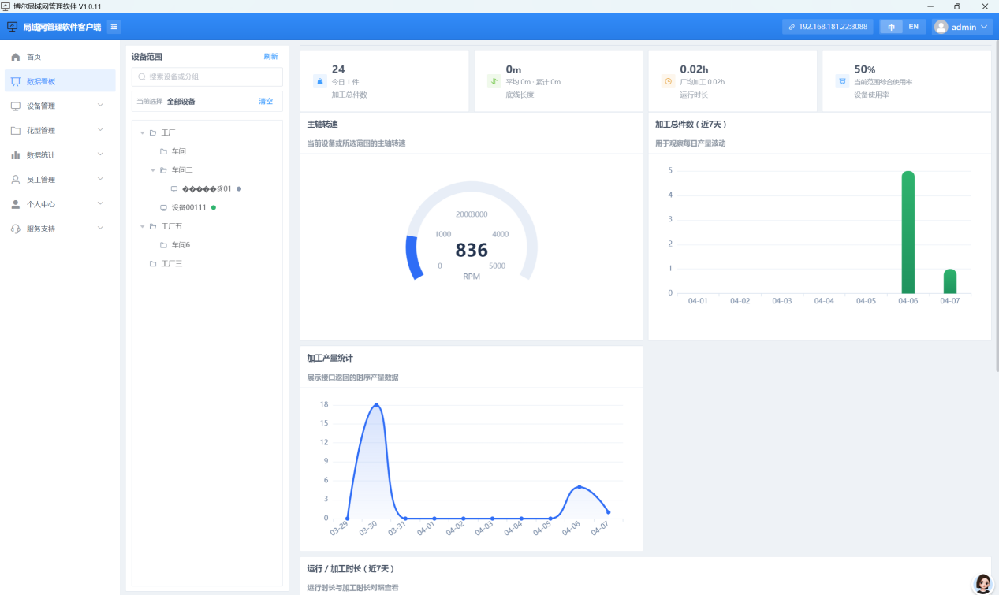 博尔局域网管理软件 V1.0.11
局域网管理软件客户端
192.168.181.22:8088
中
EN
admin
首页
数据看板
设备管理
花型管理
数据统计
员工管理
个人中心
服务支持
设备范围
刷新
搜索设备或分组
当前选择 全部设备
清空
工厂一
车间一
车间二
�����豸01
设备00111
工厂五
车间6
工厂三
24
今日 1 件
加工总件数
0m
平均 0m · 累计 0m
底线长度
0.02h
厂均加工 0.02h
运行时长
50%
当前范围综合使用率
设备使用率
主轴转速
当前设备或所选范围的主轴转速
2000
3000
1000
4000
836
0
5000
RPM
加工总件数（近7天）
用于观察每日产量波动
5
4
3
2
1
0
04-01
04-02
04-03
04-04
04-05
04-06
04-07
加工产量统计
展示接口返回的时序产量数据
18
15
12
9
6
3
0
03-29
03-30
03-31
04-01
04-02
04-03
04-04
04-05
04-06
04-07
运行 / 加工时长（近7天）
运行时长与加工时长对照查看